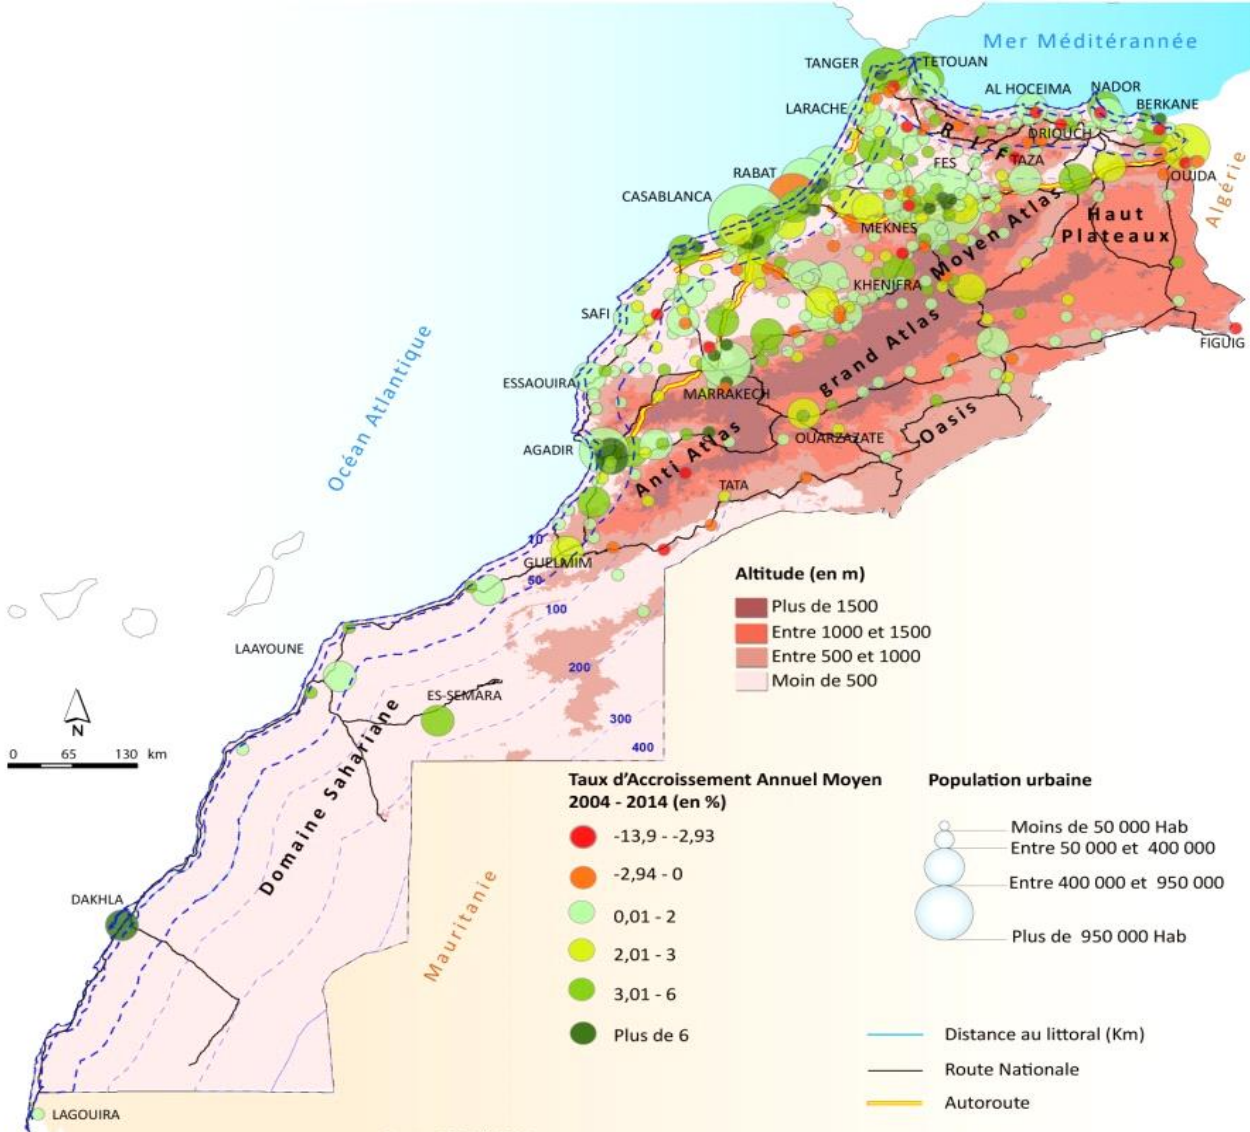 Mer Méditérannée
TANGER
TETOUAN
AL HOCEIMA
NADOR
LARACHE
BERKANE
RIF
DRIOUCH
FES
TAZA
RABAT
OUJDA
Algérie
CASABLANCA
Haut
Plateaux
MEKNES
Moyen Atlas
KHENIFRA
SAFI
grand Atlas
FIGUIG
Océan Atlantique
ESSAOUIRA
MARRAKECH
Oasis
AGADIR
Anti Atlas
OUARZAZATE
TATA
10
GUELMIM
50
100
200
300
400
Altitude (en m)
Plus de 1500
Entre 1000 et 1500
Entre 500 et 1000
Moin de 500
LAAYOUNE
ES-SEMARA
N
0 65 130 km
Domaine Sahariane
DAKHLA
Mauritanie
LAGOUIRA
Taux d'Accroissement Annuel Moyen
2004 - 2014 (en %)
-13,9 - -2,93
-2,94 - 0
0,01 - 2
2,01 - 3
3,01 - 6
Plus de 6
Population urbaine
Moins de 50 000 Hab
Entre 50 000 et 400 000
Entre 400 000 et 950 000
Plus de 950 000 Hab
Distance au littoral (Km)
Route Nationale
Autoroute